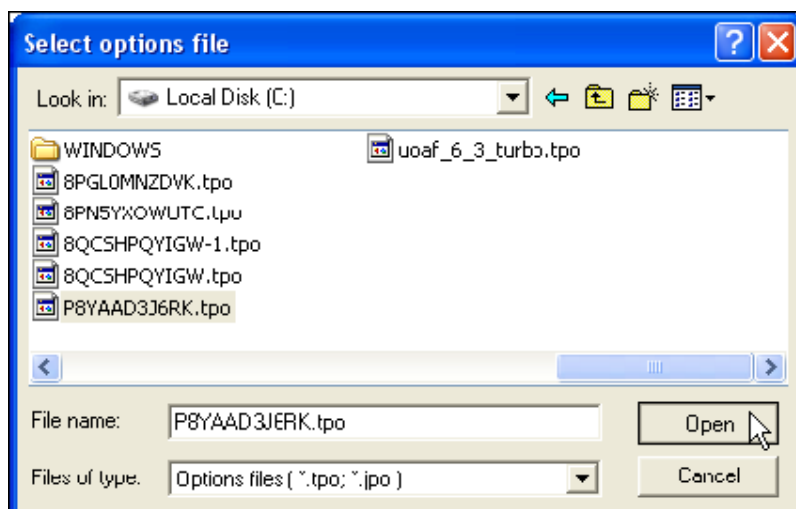 Select options file
Look in: Local Disk (C:)
WINDOWS
8PGL0MNZDVK.tpo
8PN5YXOWUTC.tpo
8QCSHPQYIGW-1.tpo
8QCSHPQYIGW.tpo
P8YAAD3J6RK.tpo
uoaf_6_3_turbo.tpo
File name: P8YAAD3J6RK.tpo
Open
Files of type: Options files ( *.tpo; *.jpo )
Cancel